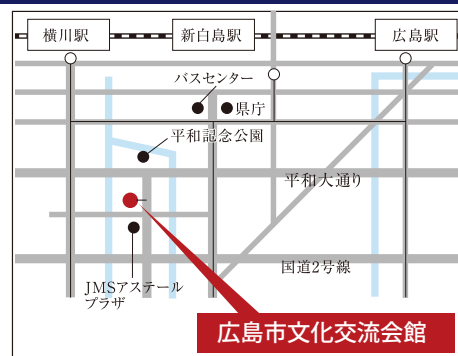 横川駅
新白島駅
広島駅
バスセンター
県庁
平和記念公園
平和大通り
JMSアステール
プラザ
国道2号線
広島市文化交流会館